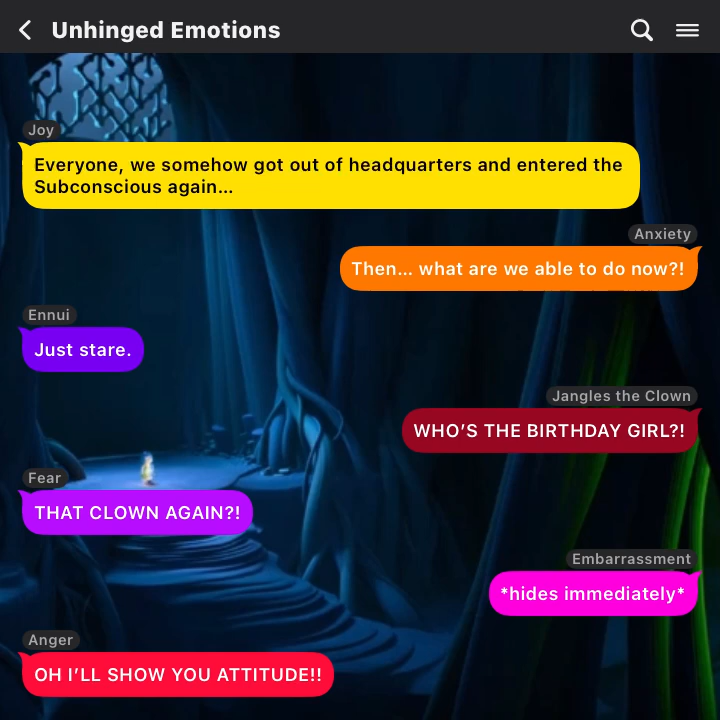 Unhinged Emotions
Joy
Everyone, we somehow got out of headquarters and entered the
Subconscious again...
Anxiety
Then... what are we able to do now?!
Ennui
Just stare.
Jangles the Clown
WHO'S THE BIRTHDAY GIRL?!
Fear
THAT CLOWN AGAIN?!
Embarrassment
*hides immediately*
Anger
OH I'LL SHOW YOU ATTITUDE!!